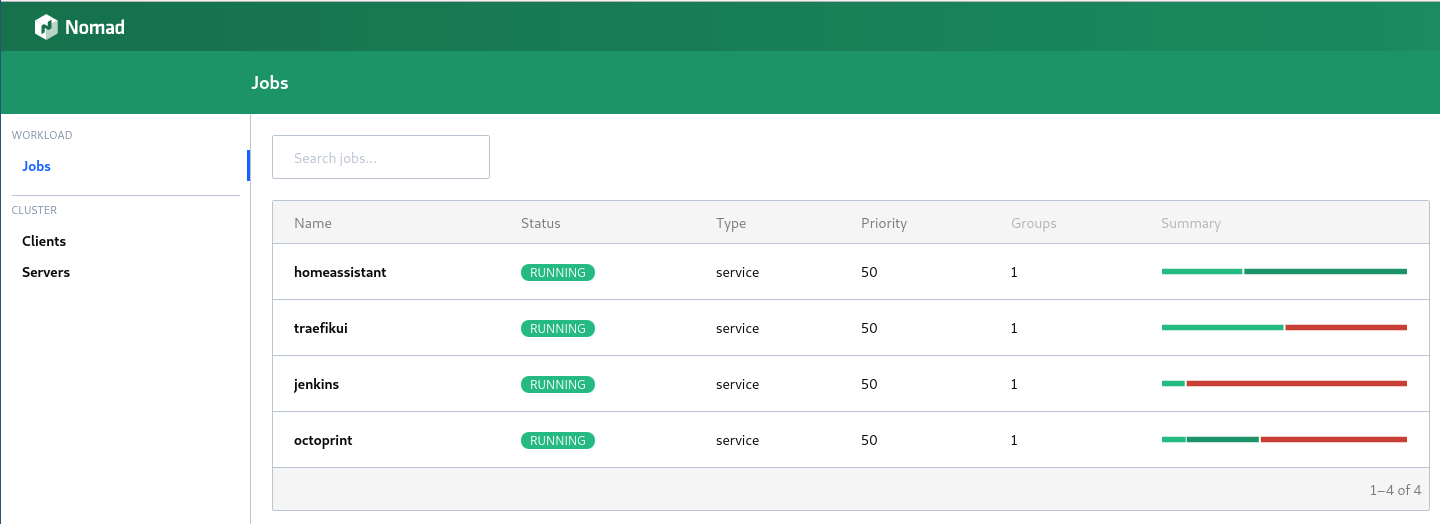 Nomad
Jobs
WORKLOAD
Jobs
CLUSTER
Clients
Servers
Search jobs...
Name Status Type Priority Groups Summary
homeassistant RUNNING service 50 1
traefikui RUNNING service 50 1
jenkins RUNNING service 50 1
octoprint RUNNING service 50 1
1–4 of 4